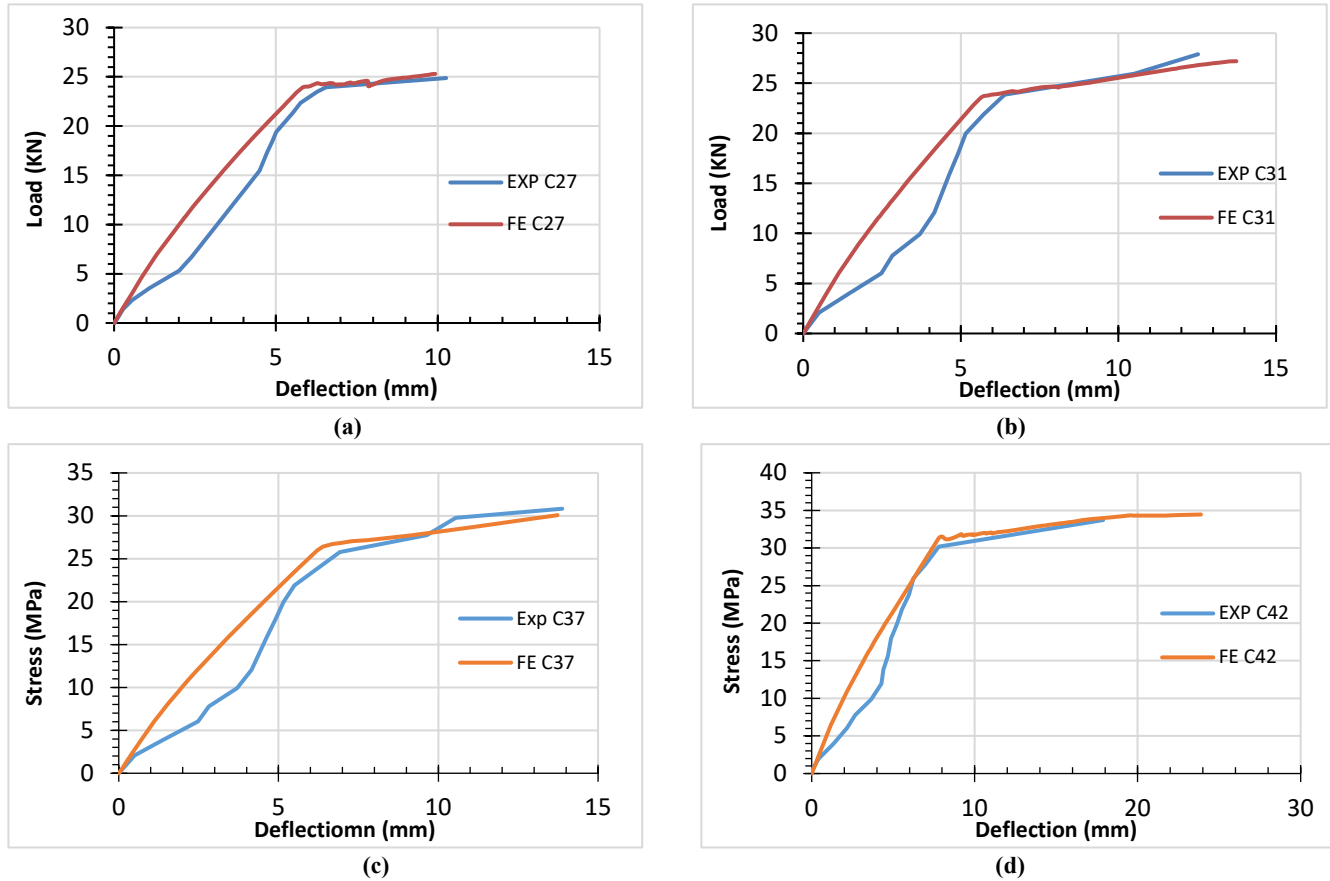 30
25
20
15
10
5
0
Load (KN)
EXP C27
FE C27
0 5 10 15
Deflection (mm)
(a)
30
25
20
15
10
5
0
Load (KN)
EXP C31
FE C31
0 5 10 15
Deflection (mm)
(b)
35
30
25
20
15
10
5
0
Stress (MPa)
Exp C37
FE C37
0 5 10 15
Deflectiomn (mm)
(c)
40
35
30
25
20
15
10
5
0
Stress (MPa)
EXP C42
FE C42
0 10 20 30
Deflection (mm)
(d)